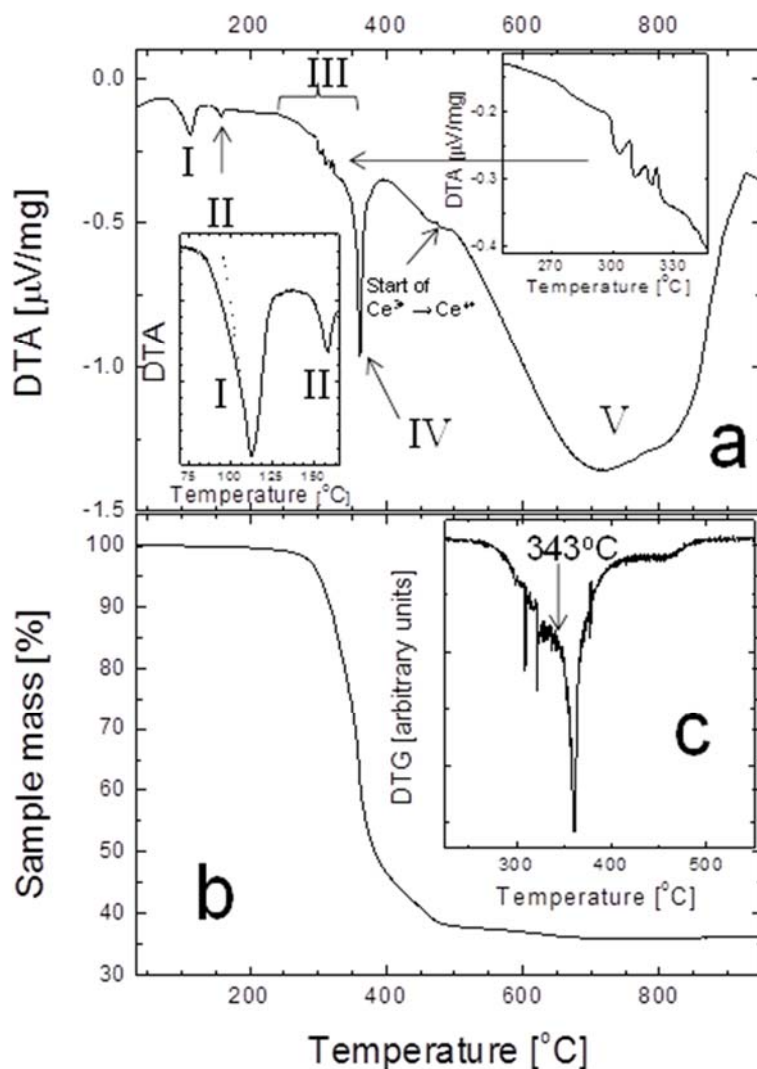 200 400 600 800
0.0
-0.5
-1.0
-1.5
DTA [µV/mg]
I
II
III
IV
V
a
Start of
Ce³⁺ → Ce⁴⁺
-0.2
-0.3
-0.4
DTA [µV/mg]
270 300 330
Temperature [°C]
DTA
I
II
75 100 125 150
Temperature [°C]
100
90
80
70
60
50
40
30
Sample mass [%]
b
343°C
DTG [arbitrary units]
c
300 400 500
Temperature [°C]
200 400 600 800
Temperature [°C]